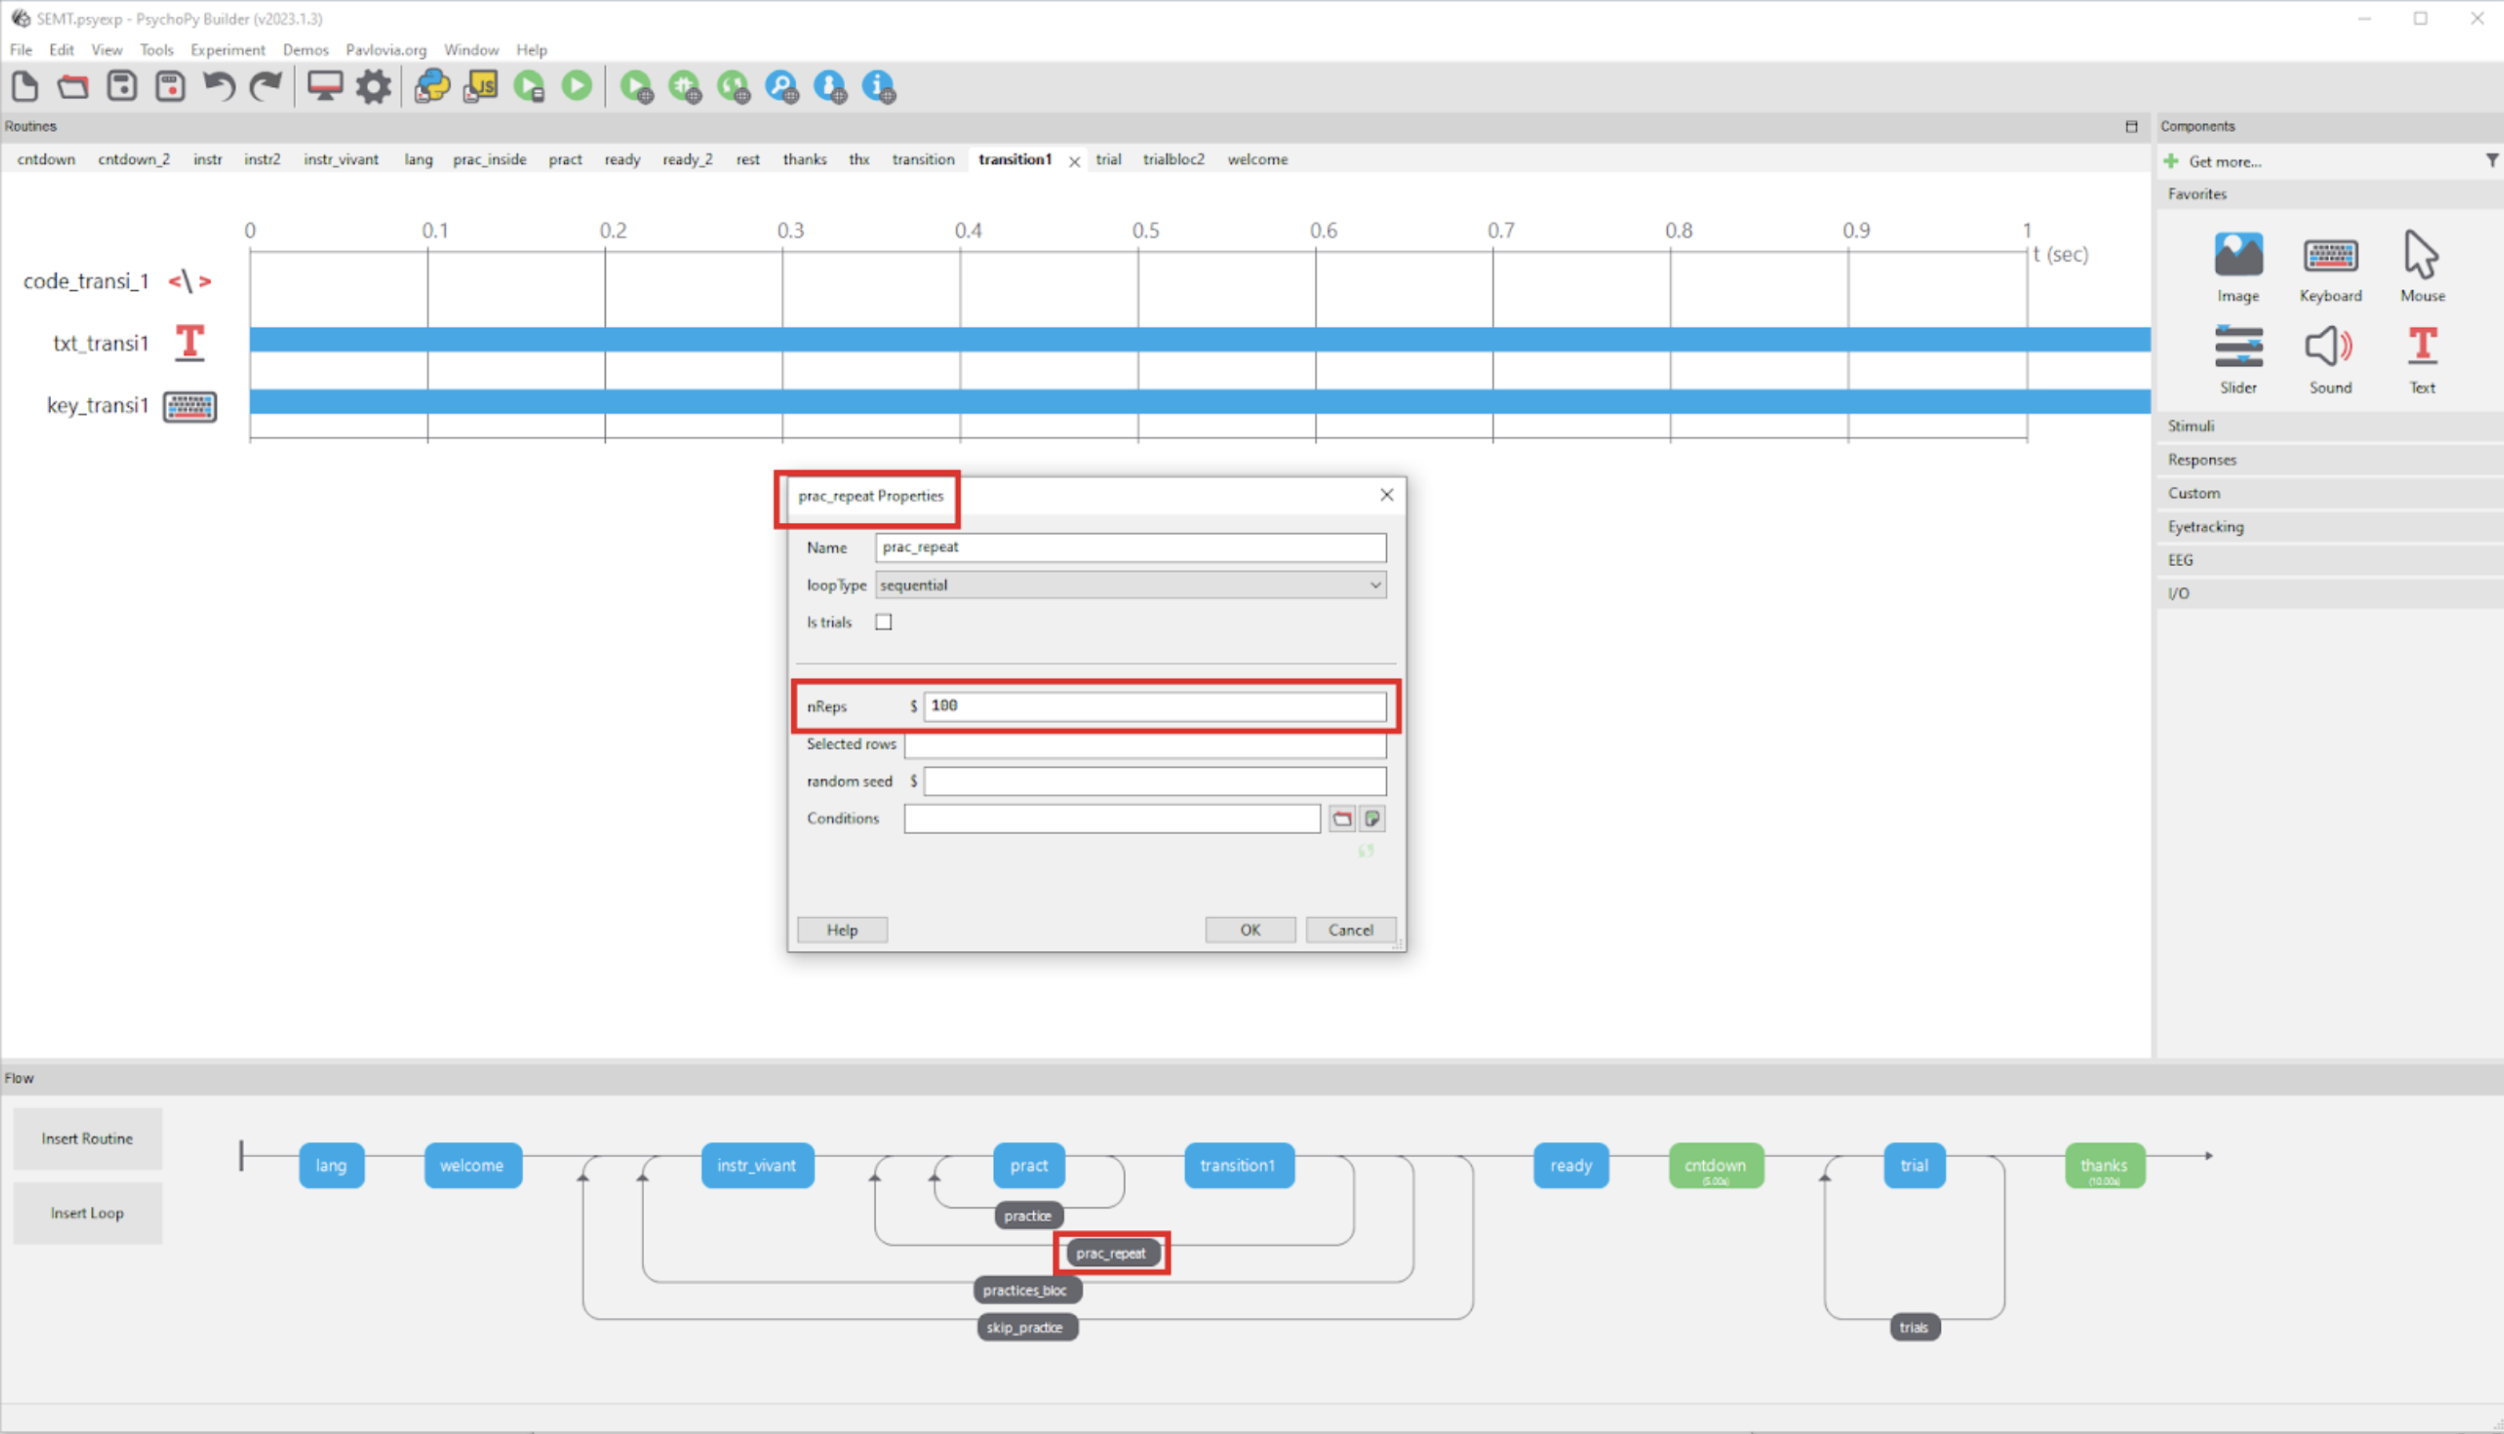 SEMT.psyexp - PsychoPy Builder (v2023.1.3)
File Edit View Tools Experiment Demos Pavlovia.org Window Help
JS
Routines
cntdown cntdown_2 instr instr2 instr_vivant lang prac_inside pract ready ready_2 rest thanks thx transition transition1 trial trialbloc2 welcome
0 0.1 0.2 0.3 0.4 0.5 0.6 0.7 0.8 0.9 1
t (sec)
code_transi_1
txt_transi1
key_transi1
prac_repeat Properties
Name prac_repeat
loopType sequential
Is trials
nReps $ 100
Selected rows
random seed $
Conditions
Help OK Cancel
Components
Get more...
Favorites
Image Keyboard Mouse
Slider Sound Text
Stimuli
Responses
Custom
Eyetracking
EEG
I/O
Flow
Insert Routine
Insert Loop
lang welcome instr_vivant pract transition1 ready cntdown trial thanks
(5.00s) (10.00s)
practice
prac_repeat
practices_bloc
skip_practice
trials